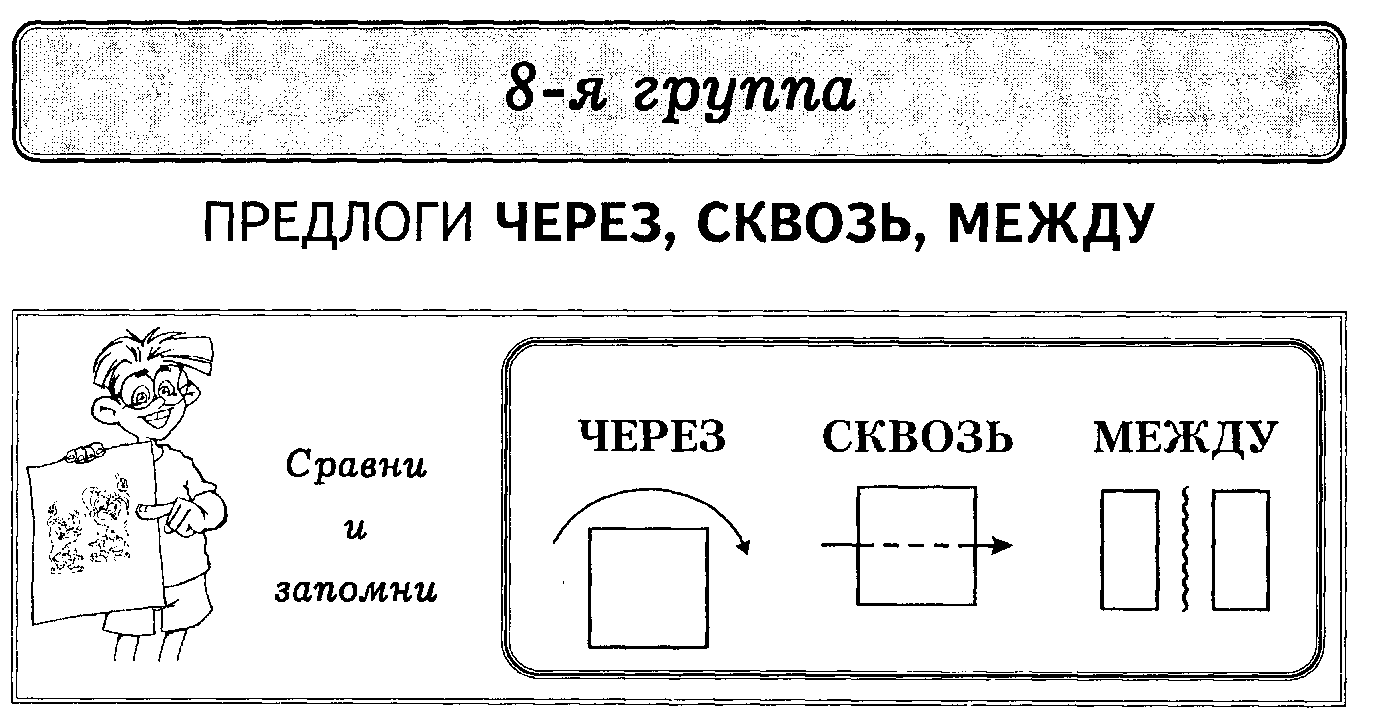 8-я группа
ПРЕДЛОГИ ЧЕРЕЗ, СКВОЗЬ, МЕЖДУ
Сравни
и
запомни
ЧЕРЕЗ СКВОЗЬ МЕЖДУ